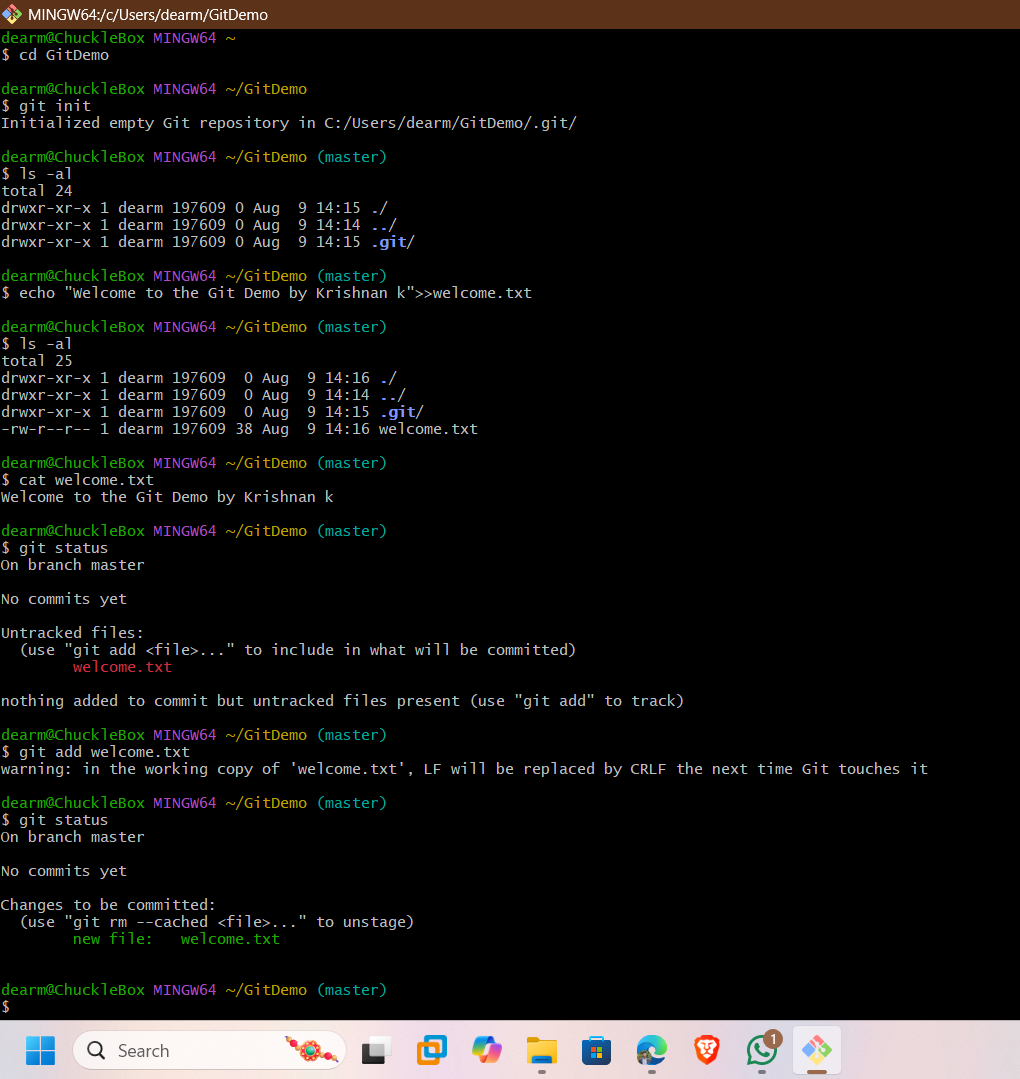 MINGW64:/c/Users/dearm/GitDemo
dearm@ChuckleBox MINGW64 ~
$ cd GitDemo
dearm@ChuckleBox MINGW64 ~/GitDemo
$ git init
Initialized empty Git repository in C:/Users/dearm/GitDemo/.git/
dearm@ChuckleBox MINGW64 ~/GitDemo (master)
$ ls -al
total 24
drwxr-xr-x 1 dearm 197609 0 Aug  9 14:15 ./
drwxr-xr-x 1 dearm 197609 0 Aug  9 14:14 ../
drwxr-xr-x 1 dearm 197609 0 Aug  9 14:15 .git/
dearm@ChuckleBox MINGW64 ~/GitDemo (master)
$ echo "Welcome to the Git Demo by Krishnan k">>welcome.txt
dearm@ChuckleBox MINGW64 ~/GitDemo (master)
$ ls -al
total 25
drwxr-xr-x 1 dearm 197609  0 Aug  9 14:16 ./
drwxr-xr-x 1 dearm 197609  0 Aug  9 14:14 ../
drwxr-xr-x 1 dearm 197609  0 Aug  9 14:15 .git/
-rw-r--r-- 1 dearm 197609 38 Aug  9 14:16 welcome.txt
dearm@ChuckleBox MINGW64 ~/GitDemo (master)
$ cat welcome.txt
Welcome to the Git Demo by Krishnan k
dearm@ChuckleBox MINGW64 ~/GitDemo (master)
$ git status
On branch master
No commits yet
Untracked files:
  (use "git add <file>..." to include in what will be committed)
        welcome.txt
nothing added to commit but untracked files present (use "git add" to track)
dearm@ChuckleBox MINGW64 ~/GitDemo (master)
$ git add welcome.txt
warning: in the working copy of 'welcome.txt', LF will be replaced by CRLF the next time Git touches it
dearm@ChuckleBox MINGW64 ~/GitDemo (master)
$ git status
On branch master
No commits yet
Changes to be committed:
  (use "git rm --cached <file>..." to unstage)
        new file:   welcome.txt
dearm@ChuckleBox MINGW64 ~/GitDemo (master)
$
Search
1